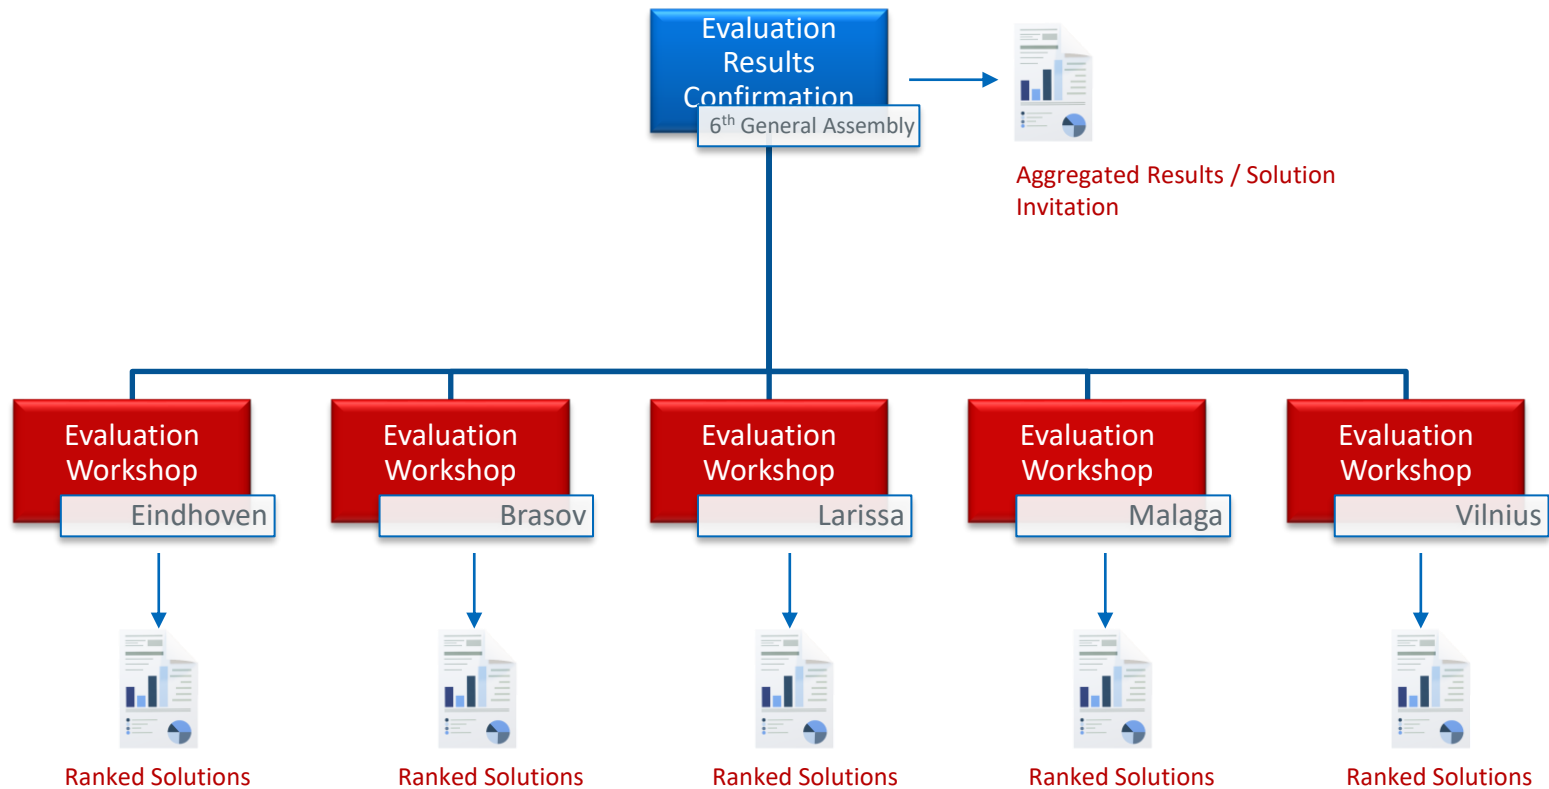 Evaluation
Results
Confirmation
6th General Assembly
Aggregated Results / Solution
Invitation
Evaluation
Workshop
Eindhoven
Evaluation
Workshop
Brasov
Evaluation
Workshop
Larissa
Evaluation
Workshop
Malaga
Evaluation
Workshop
Vilnius
Ranked Solutions
Ranked Solutions
Ranked Solutions
Ranked Solutions
Ranked Solutions